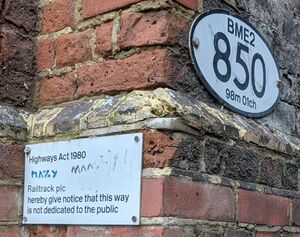 BME2
850
98m 01ch
Highways Act 1980
Railtrack plc
hereby give notice that this way
is not dedicated to the public